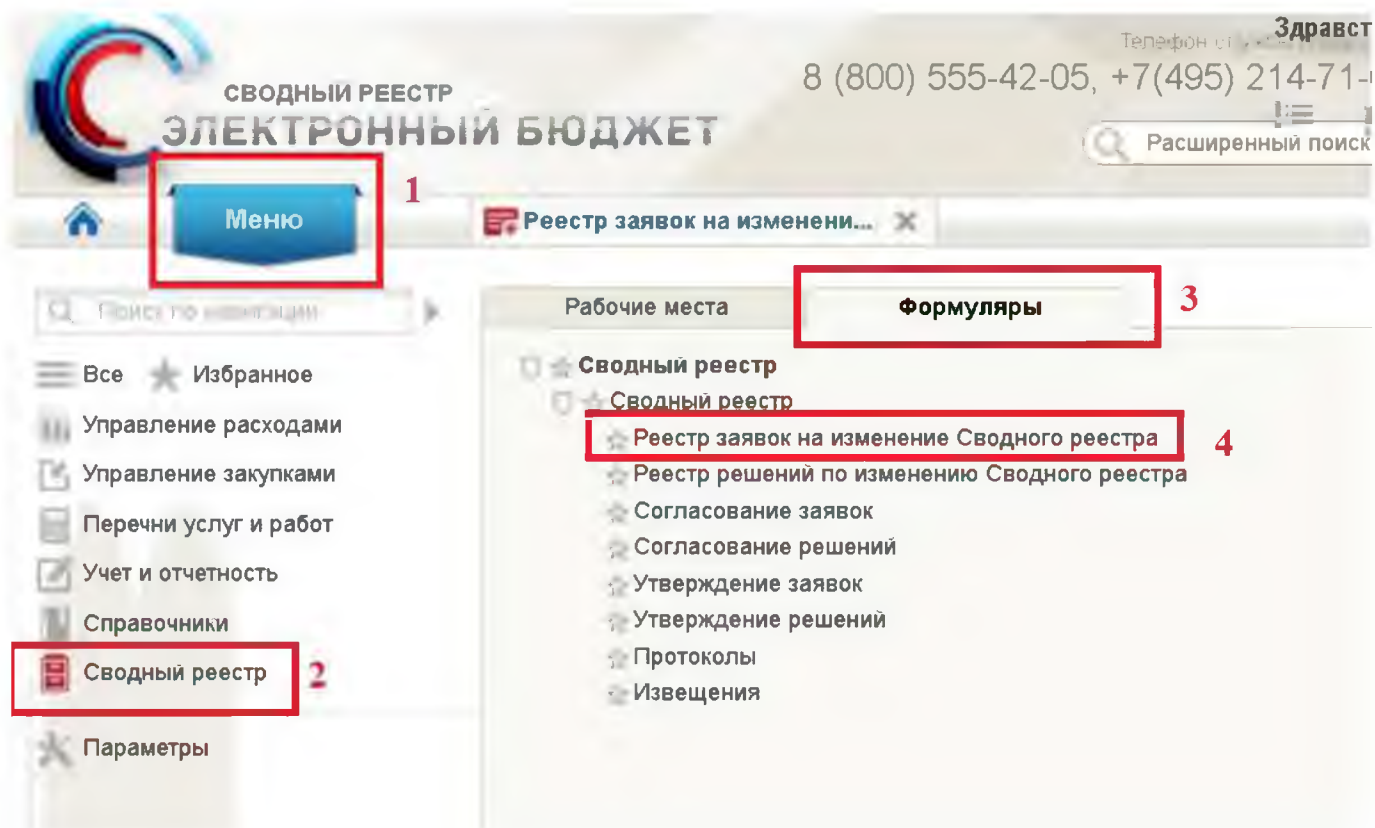 Здравст
Телефон
СВОДНЫЙ РЕЕСТР
8 (800) 555-42-05, +7(495) 214-71-
ЭЛЕКТРОННЫЙ БЮДЖЕТ
Расширенный поиск
1
Меню
Реестр заявок на изменени...
Поиск по навигации
Рабочие места
Формуляры
3
Все
Избранное
Сводный реестр
Сводный реестр
Управление расходами
Реестр заявок на изменение Сводного реестра
4
Управление закупками
Реестр решений по изменению Сводного реестра
Перечни услуг и работ
Согласование заявок
Согласование решений
Учет и отчетность
Утверждение заявок
Справочники
Утверждение решений
Сводный реестр
2
Протоколы
Извещения
Параметры